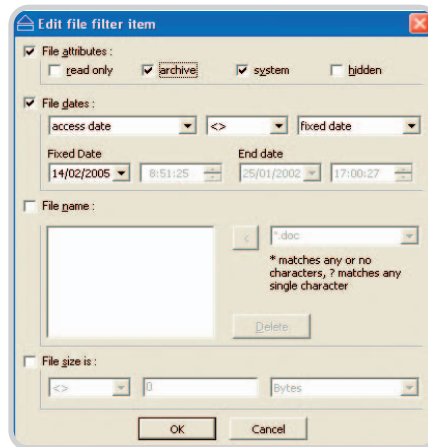 Edit file filter item
File attributes :
read only archive system hidden
File dates :
access date <> fixed date
Fixed Date End date
14/02/2005 8:51:25 25/01/2002 17:00:27
File name :
< *.doc
* matches any or no
characters, ? matches any
single character
Delete
File size is :
<> 0 Bytes
OK Cancel